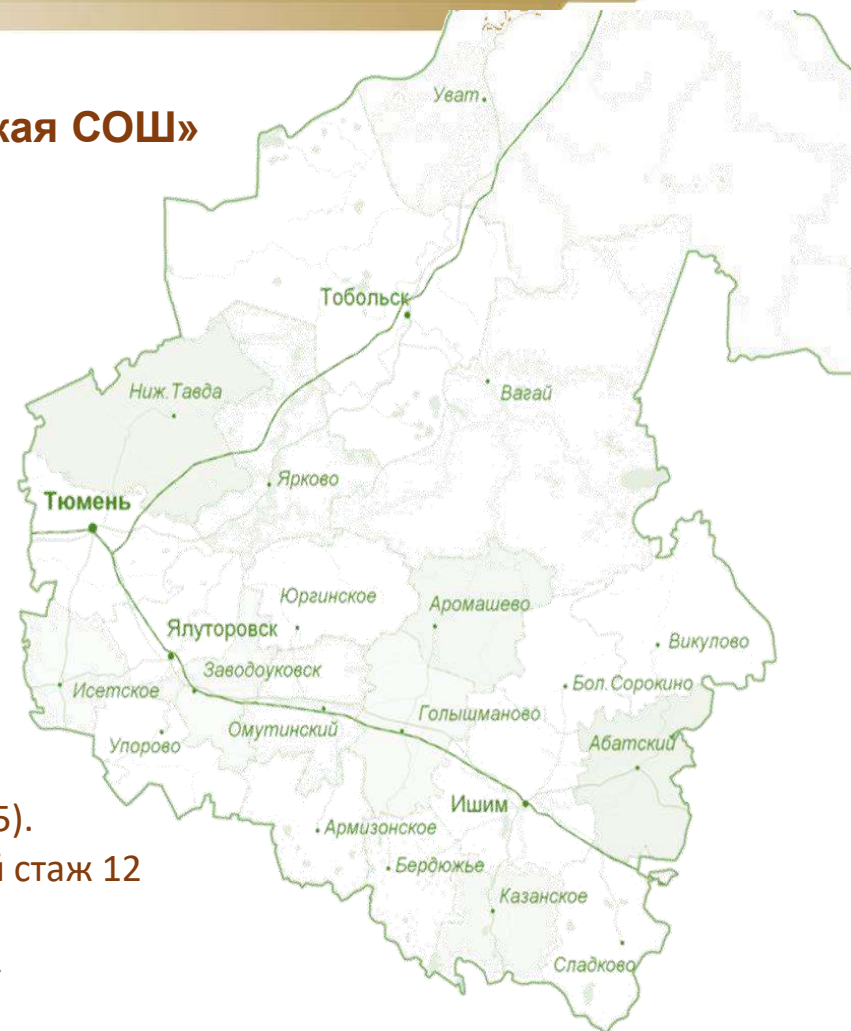 Уват
кая СОШ»
Тобольск
Ниж.Тавда
Вагай
Ярково
Тюмень
Юргинское
Аромашево
Ялуторовск
Викулово
Заводоуковск
Исетское
Бол.Сорокино
Омутинский
Голышманово
Упорово
Абатский
Ишим
5).
Армизонское
й стаж 12
Бердюжье
Казанское
Сладково